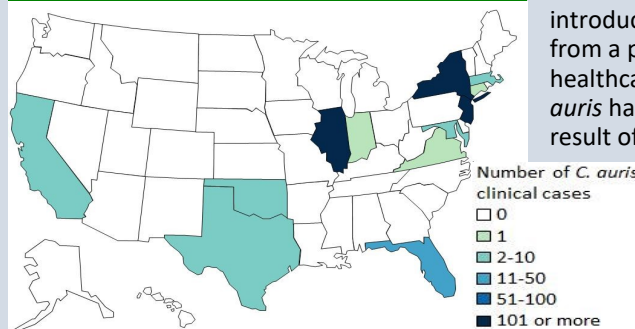 introduc
from a p
healthca
auris ha
result of
Number of C. auris
clinical cases
0
1
2-10
11-50
51-100
101 or more